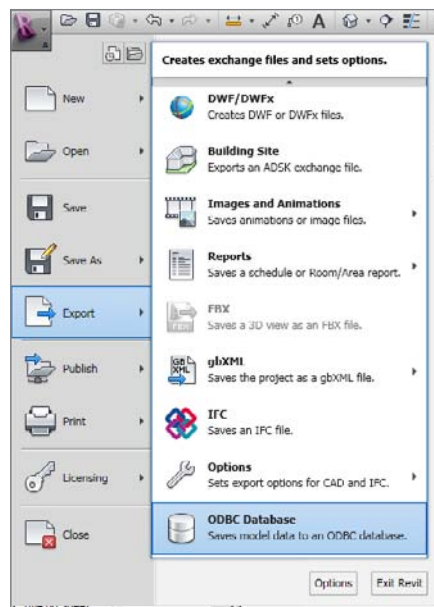 Creates exchange files and sets options.
New
Open
Save
Save As
Export
Publish
Print
Licensing
Close
DWF/DWFx
Creates DWF or DWFx files.
Building Site
Exports an ADSK exchange file.
Images and Animations
Saves animations or image files.
Reports
Saves a schedule or Room/Area report.
FBX
Saves a 3D view as an FBX file.
gbXML
Saves the project as a gbXML file.
IFC
Saves an IFC file.
Options
Sets export options for CAD and IFC.
ODBC Database
Saves model data to an ODBC database.
Options
Exit Revit